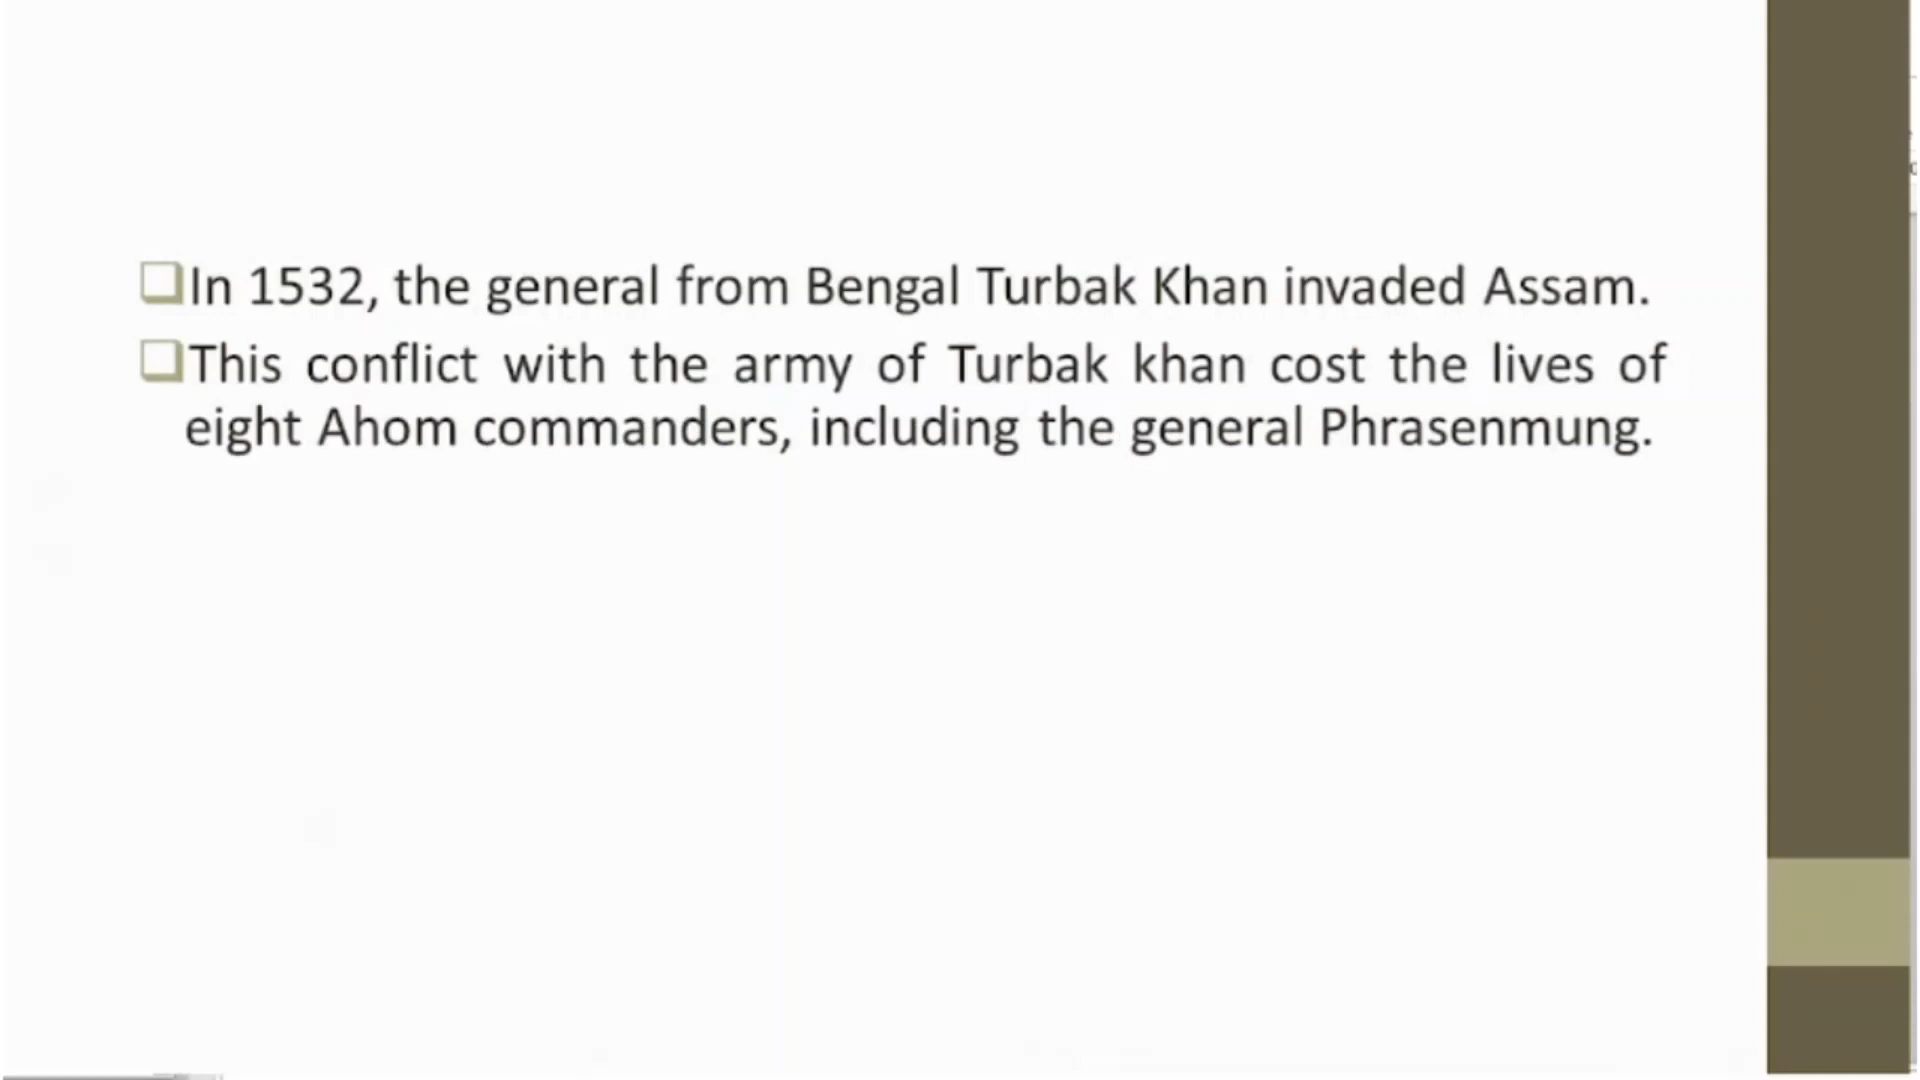 In 1532, the general from Bengal Turbak Khan invaded Assam.
This conflict with the army of Turbak khan cost the lives of
eight Ahom commanders, including the general Phrasenmung.